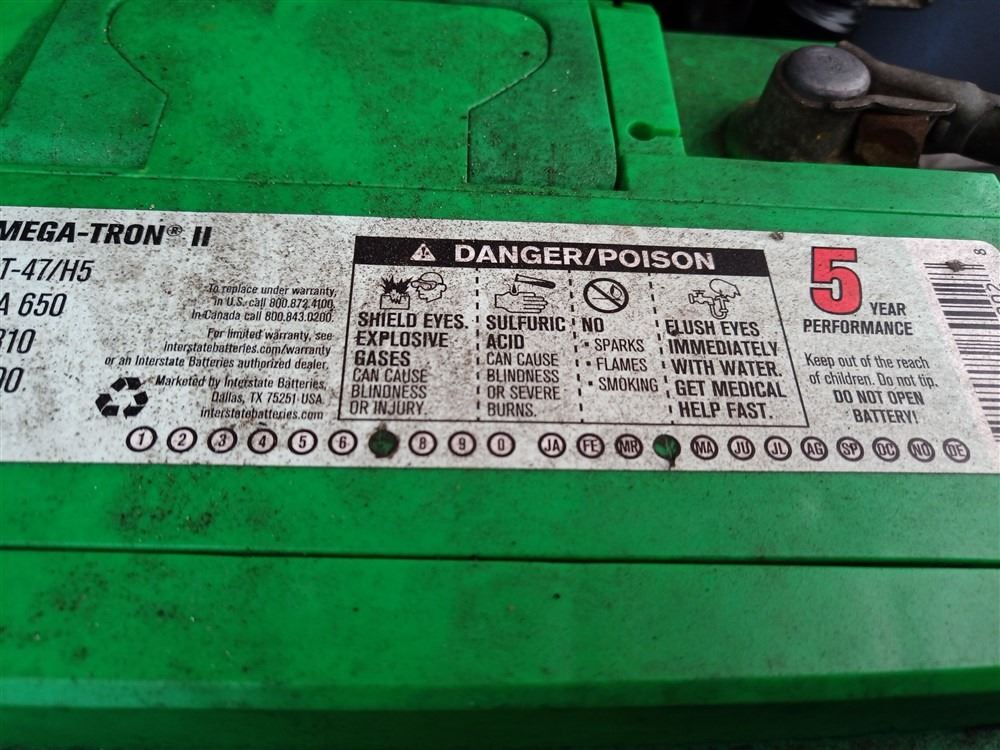 MEGA-TRON® II
T-47/H5
A 650
810
00
To replace under warranty,
in U.S. call 800.872.4100.
In Canada call 800.843.0200.
For limited warranty, see
interstatebatteries.com/warranty
or an Interstate Batteries authorized dealer.
Marketed by Interstate Batteries,
Dallas, TX 75251 USA
interstatebatteries.com
DANGER/POISON
SHIELD EYES.
EXPLOSIVE
GASES
CAN CAUSE
BLINDNESS
OR INJURY.
SULFURIC
ACID
CAN CAUSE
BLINDNESS
OR SEVERE
BURNS.
NO
• SPARKS
• FLAMES
• SMOKING
FLUSH EYES
IMMEDIATELY
WITH WATER.
GET MEDICAL
HELP FAST.
5 YEAR
PERFORMANCE
Keep out of the reach
of children. Do not tip.
DO NOT OPEN
BATTERY!
8
1 2 3 4 5 6 8 9 0 JA FE MR MA JU JL AG SP OC NO DE